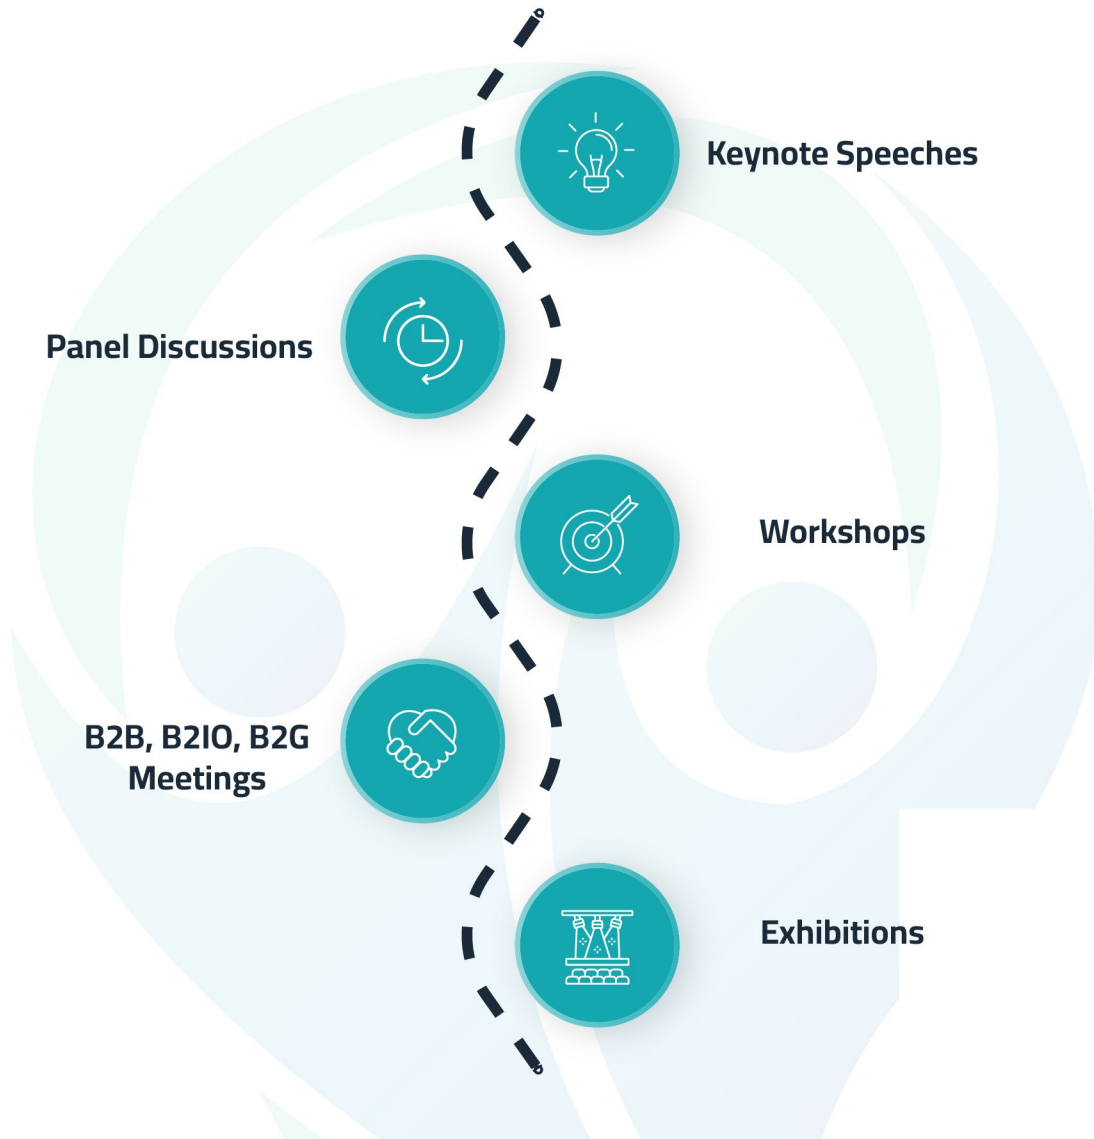 Keynote Speeches
Panel Discussions
Workshops
B2B, B2IO, B2G
Meetings
Exhibitions